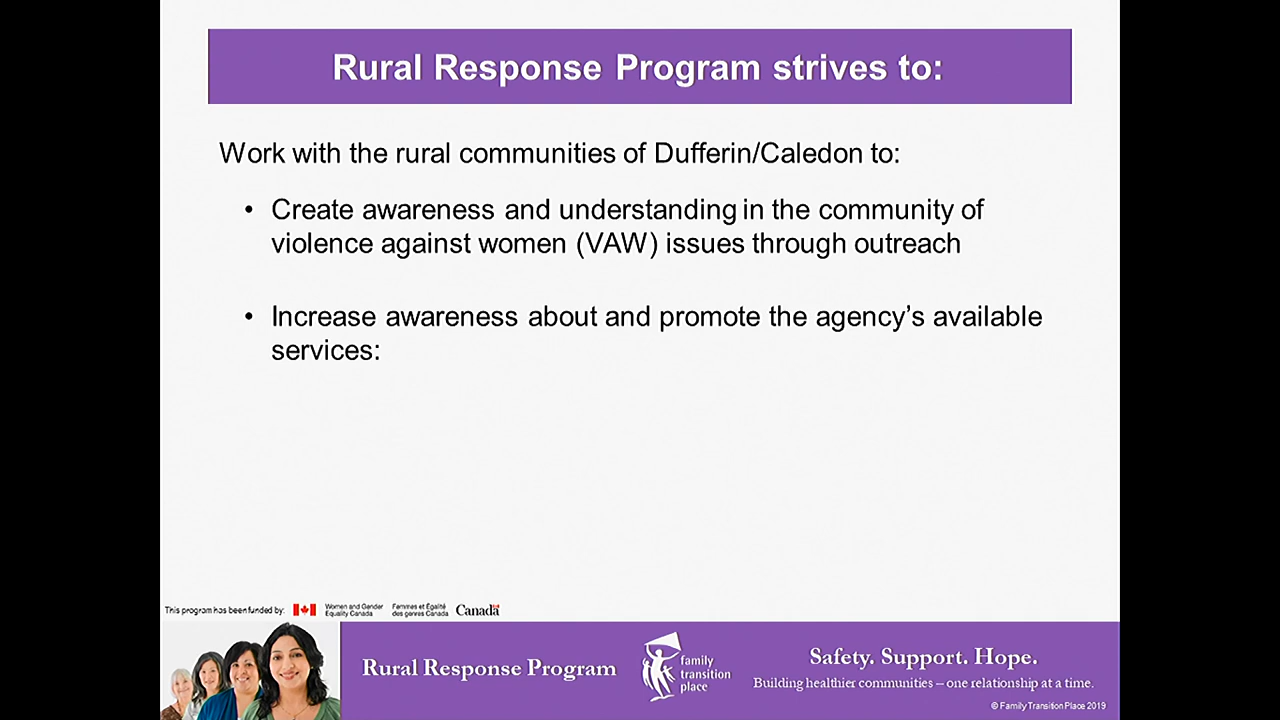 Rural Response Program strives to:
Work with the rural communities of Dufferin/Caledon to:
• Create awareness and understanding in the community of
violence against women (VAW) issues through outreach
• Increase awareness about and promote the agency’s available
services:
This program has been funded by:
Women and Gender
Equality Canada
Femmes et Égalité
des genres Canada
Canada
Rural Response Program
family
transition
place
Safety. Support. Hope.
Building healthier communities – one relationship at a time.
© Family Transition Place 2019